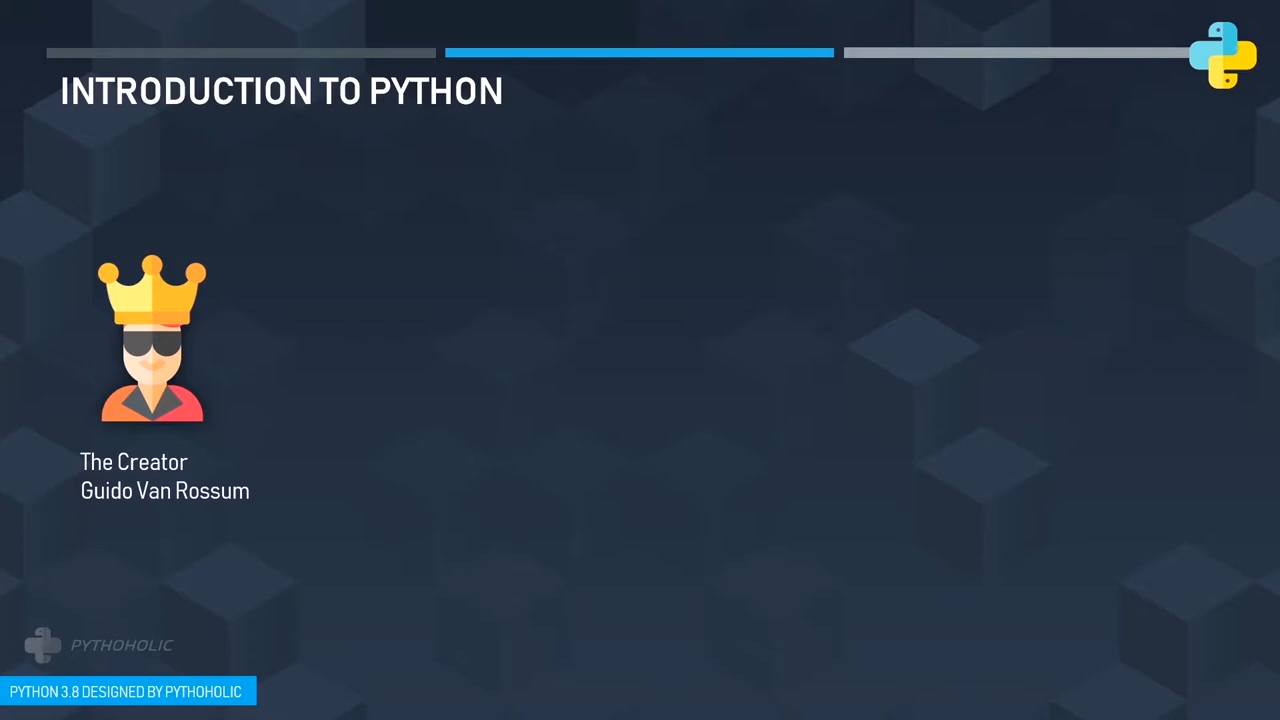 INTRODUCTION TO PYTHON
The Creator
Guido Van Rossum
PYTHOHOLIC
PYTHON 3.8 DESIGNED BY PYTHOHOLIC